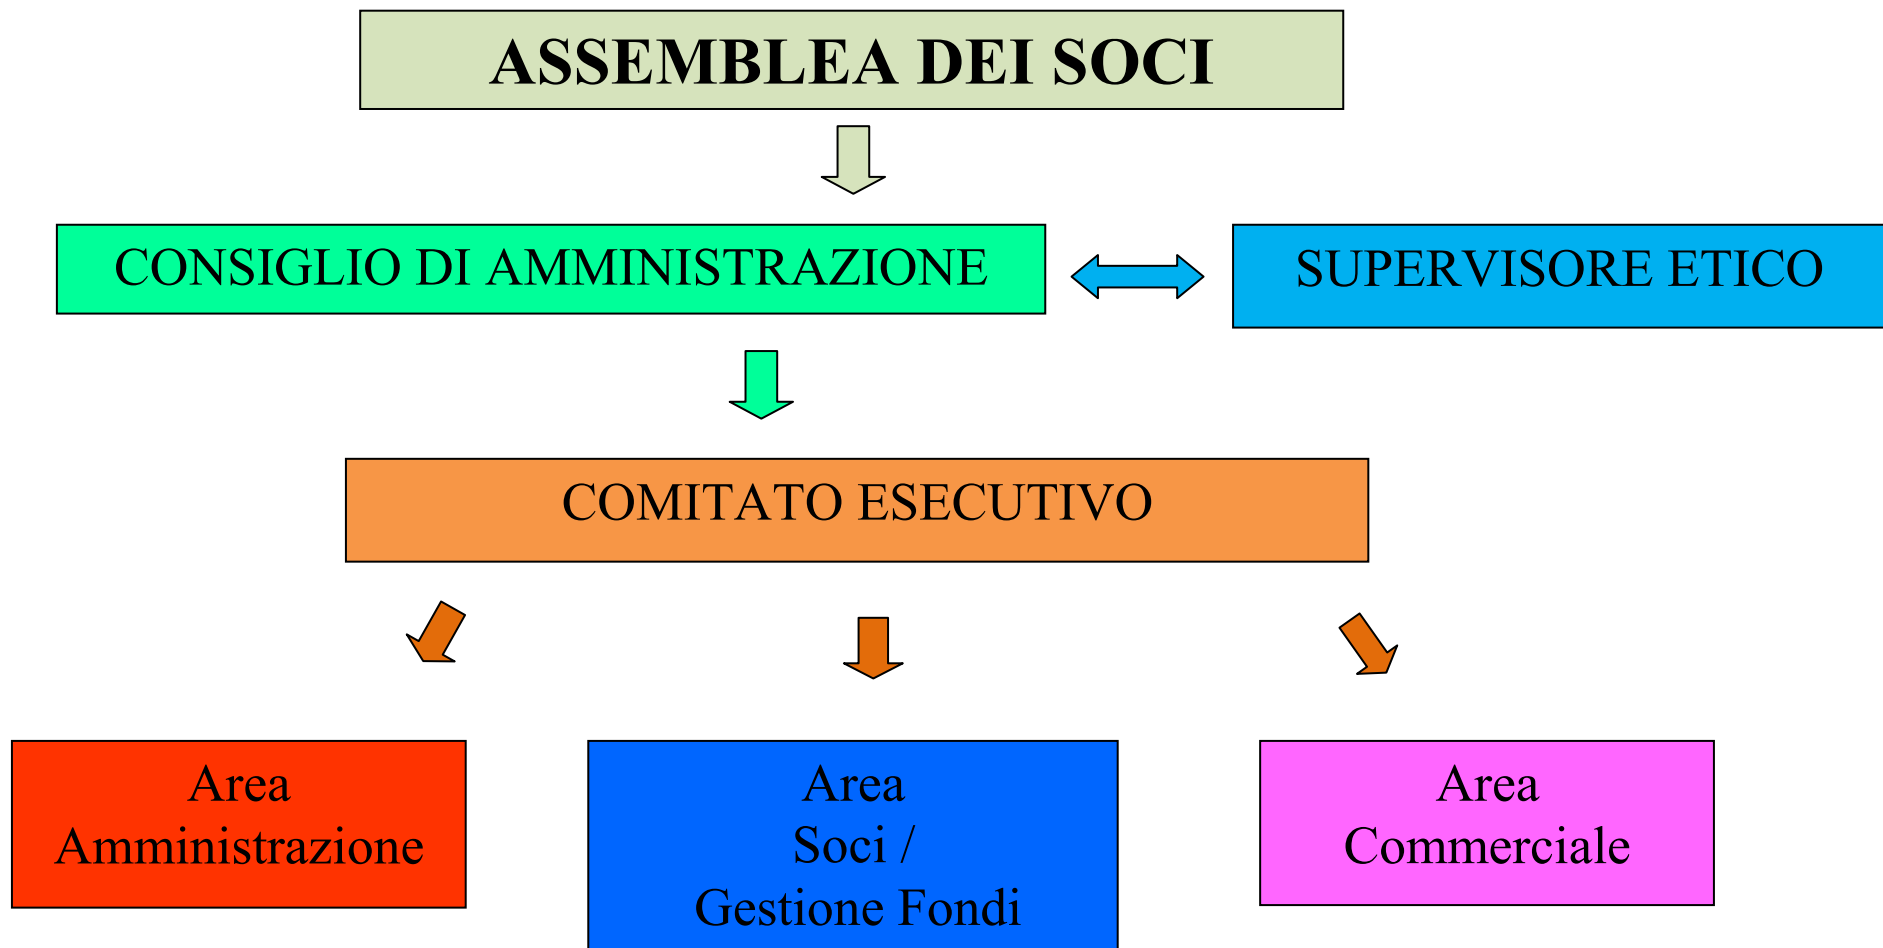 ASSEMBLEA DEI SOCI
CONSIGLIO DI AMMINISTRAZIONE
SUPERVISORE ETICO
COMITATO ESECUTIVO
Area
Amministrazione
Area
Soci /
Gestione Fondi
Area
Commerciale